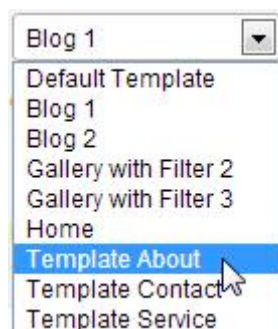 Blog 1
Default Template
Blog 1
Blog 2
Gallery with Filter 2
Gallery with Filter 3
Home
Template About
Template Contact
Template Service